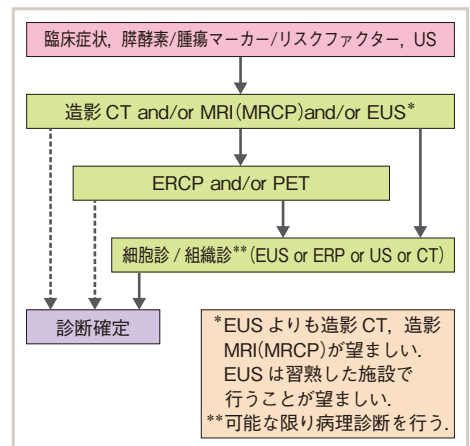 臨床症状, 膵酵素/腫瘍マーカー/リスクファクター, US
造影 CT and/or MRI(MRCP)and/or EUS*
ERCP and/or PET
細胞診 / 組織診**(EUS or ERP or US or CT)
診断確定
*EUS よりも造影 CT, 造影
MRI(MRCP)が望ましい.
EUS は習熟した施設で
行うことが望ましい.
**可能な限り病理診断を行う.